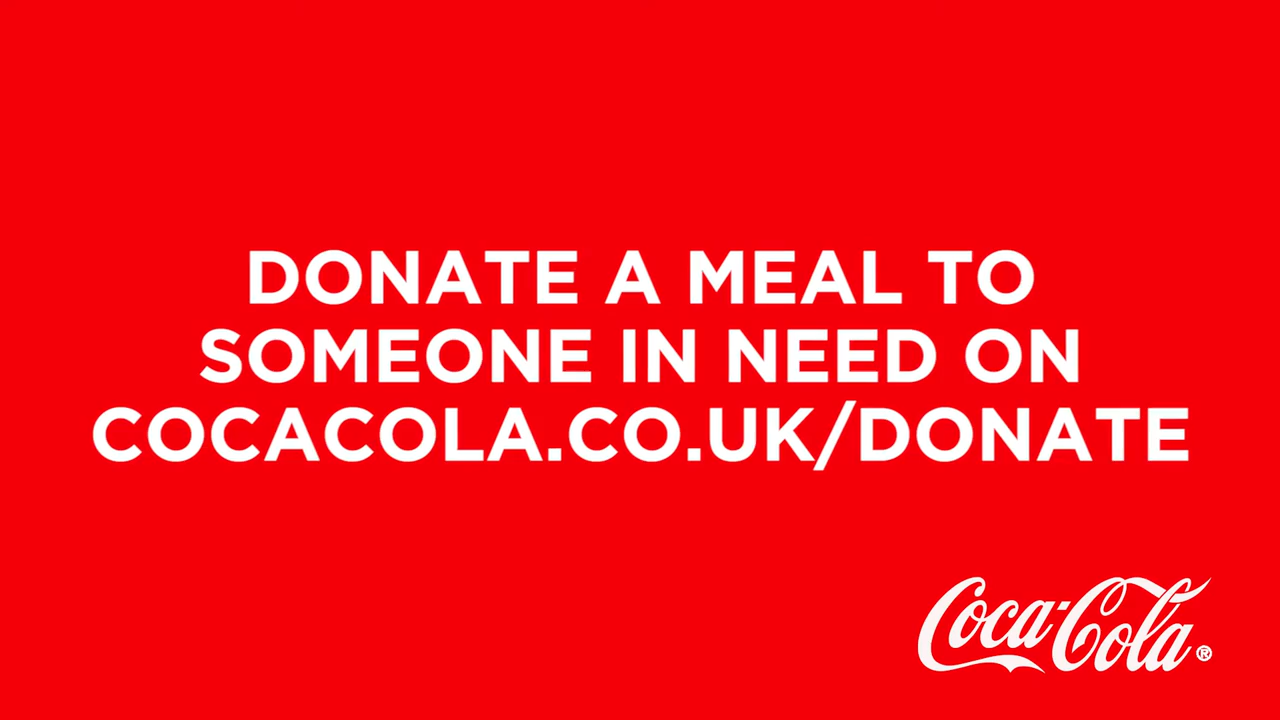 DONATE A MEAL TO
SOMEONE IN NEED ON
COCACOLA.CO.UK/DONATE
Coca-Cola®